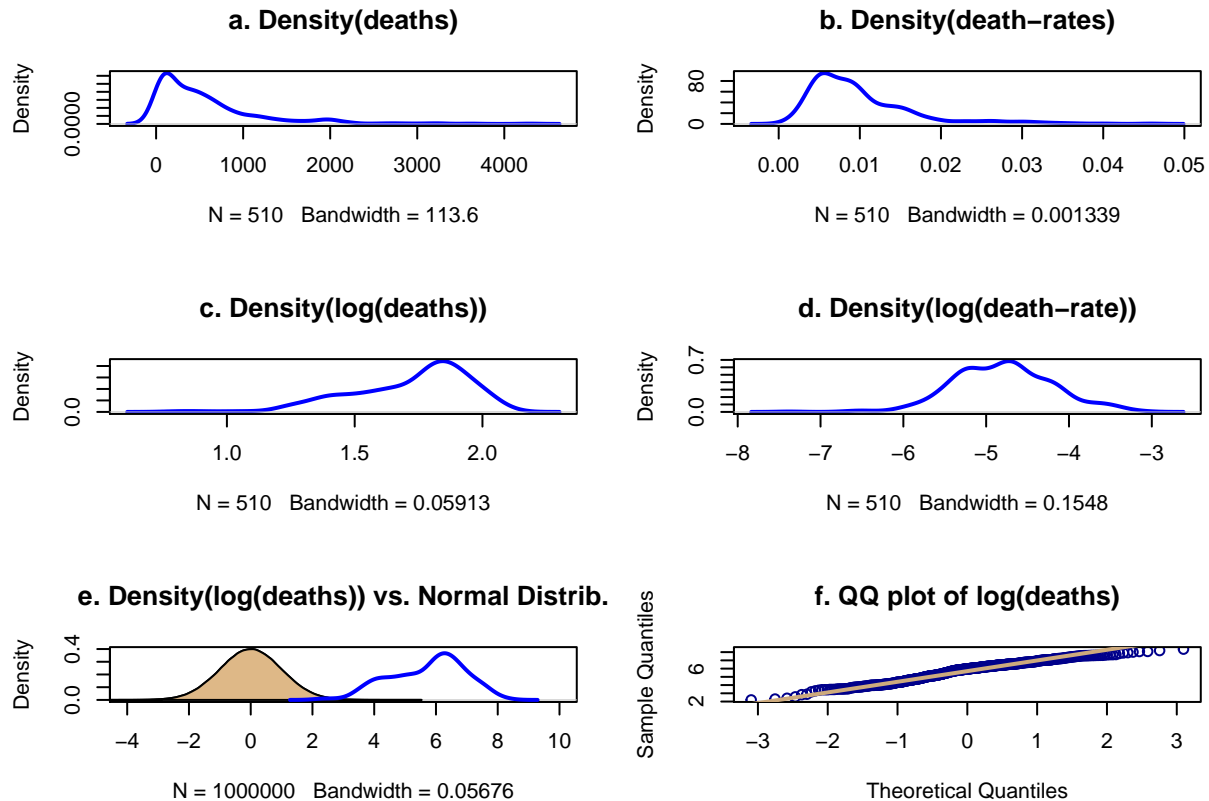 a. Density(deaths)
Density
0.0000
0 1000 2000 3000 4000
N = 510 Bandwidth = 113.6
b. Density(death−rates)
Density
0 80
0.00 0.01 0.02 0.03 0.04 0.05
N = 510 Bandwidth = 0.001339
c. Density(log(deaths))
Density
0.0
1.0 1.5 2.0
N = 510 Bandwidth = 0.05913
d. Density(log(death−rate))
Density
0.0 0.7
−8 −7 −6 −5 −4 −3
N = 510 Bandwidth = 0.1548
e. Density(log(deaths)) vs. Normal Distrib.
Density
0.0 0.4
−4 −2 0 2 4 6 8 10
N = 1000000 Bandwidth = 0.05676
f. QQ plot of log(deaths)
Sample Quantiles
2 6
−3 −2 −1 0 1 2 3
Theoretical Quantiles